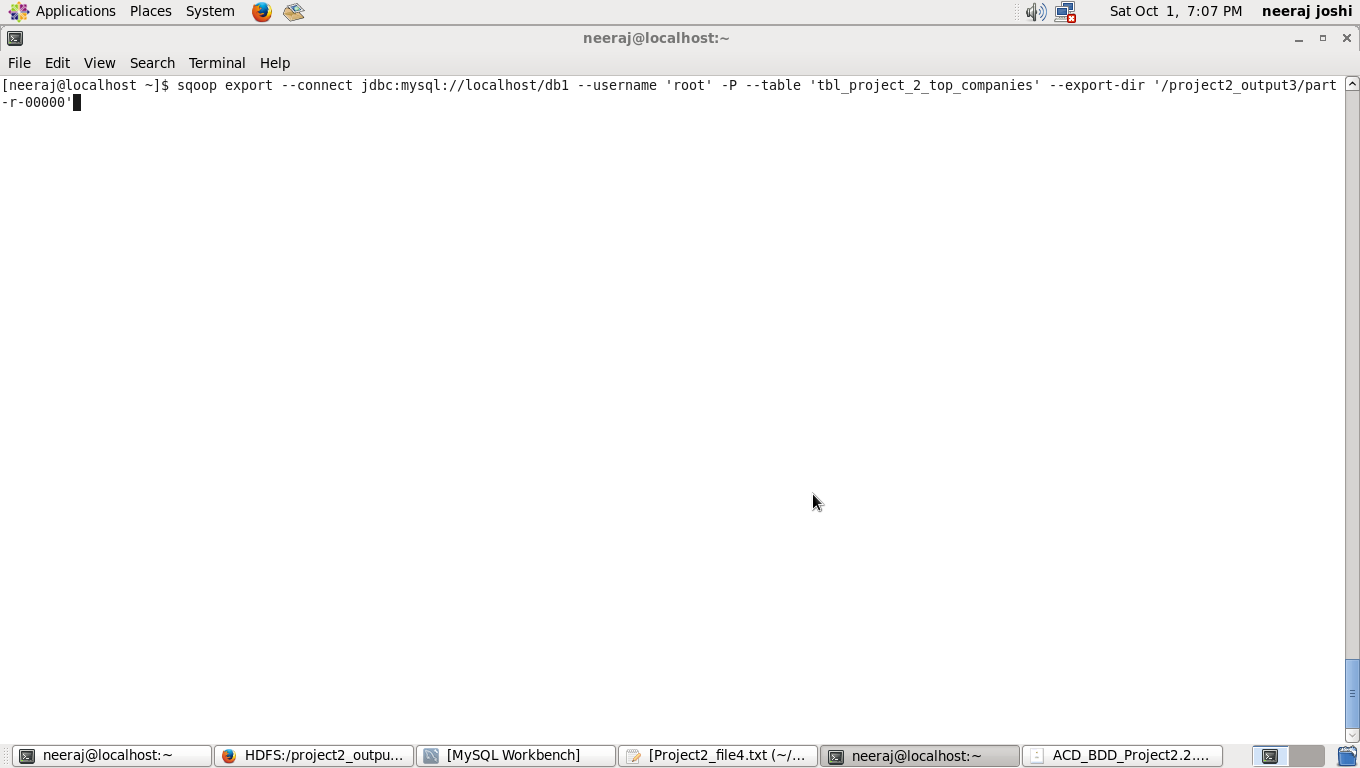 Applications Places System Sat Oct 1, 7:07 PM neeraj joshi
neeraj@localhost:~
File Edit View Search Terminal Help
[neeraj@localhost ~]$ sqoop export --connect jdbc:mysql://localhost/db1 --username 'root' -P --table 'tbl_project_2_top_companies' --export-dir '/project2_output3/part
-r-00000'
neeraj@localhost:~ HDFS:/project2_outpu... [MySQL Workbench] [Project2_file4.txt (~/... neeraj@localhost:~ ACD_BDD_Project2.2....